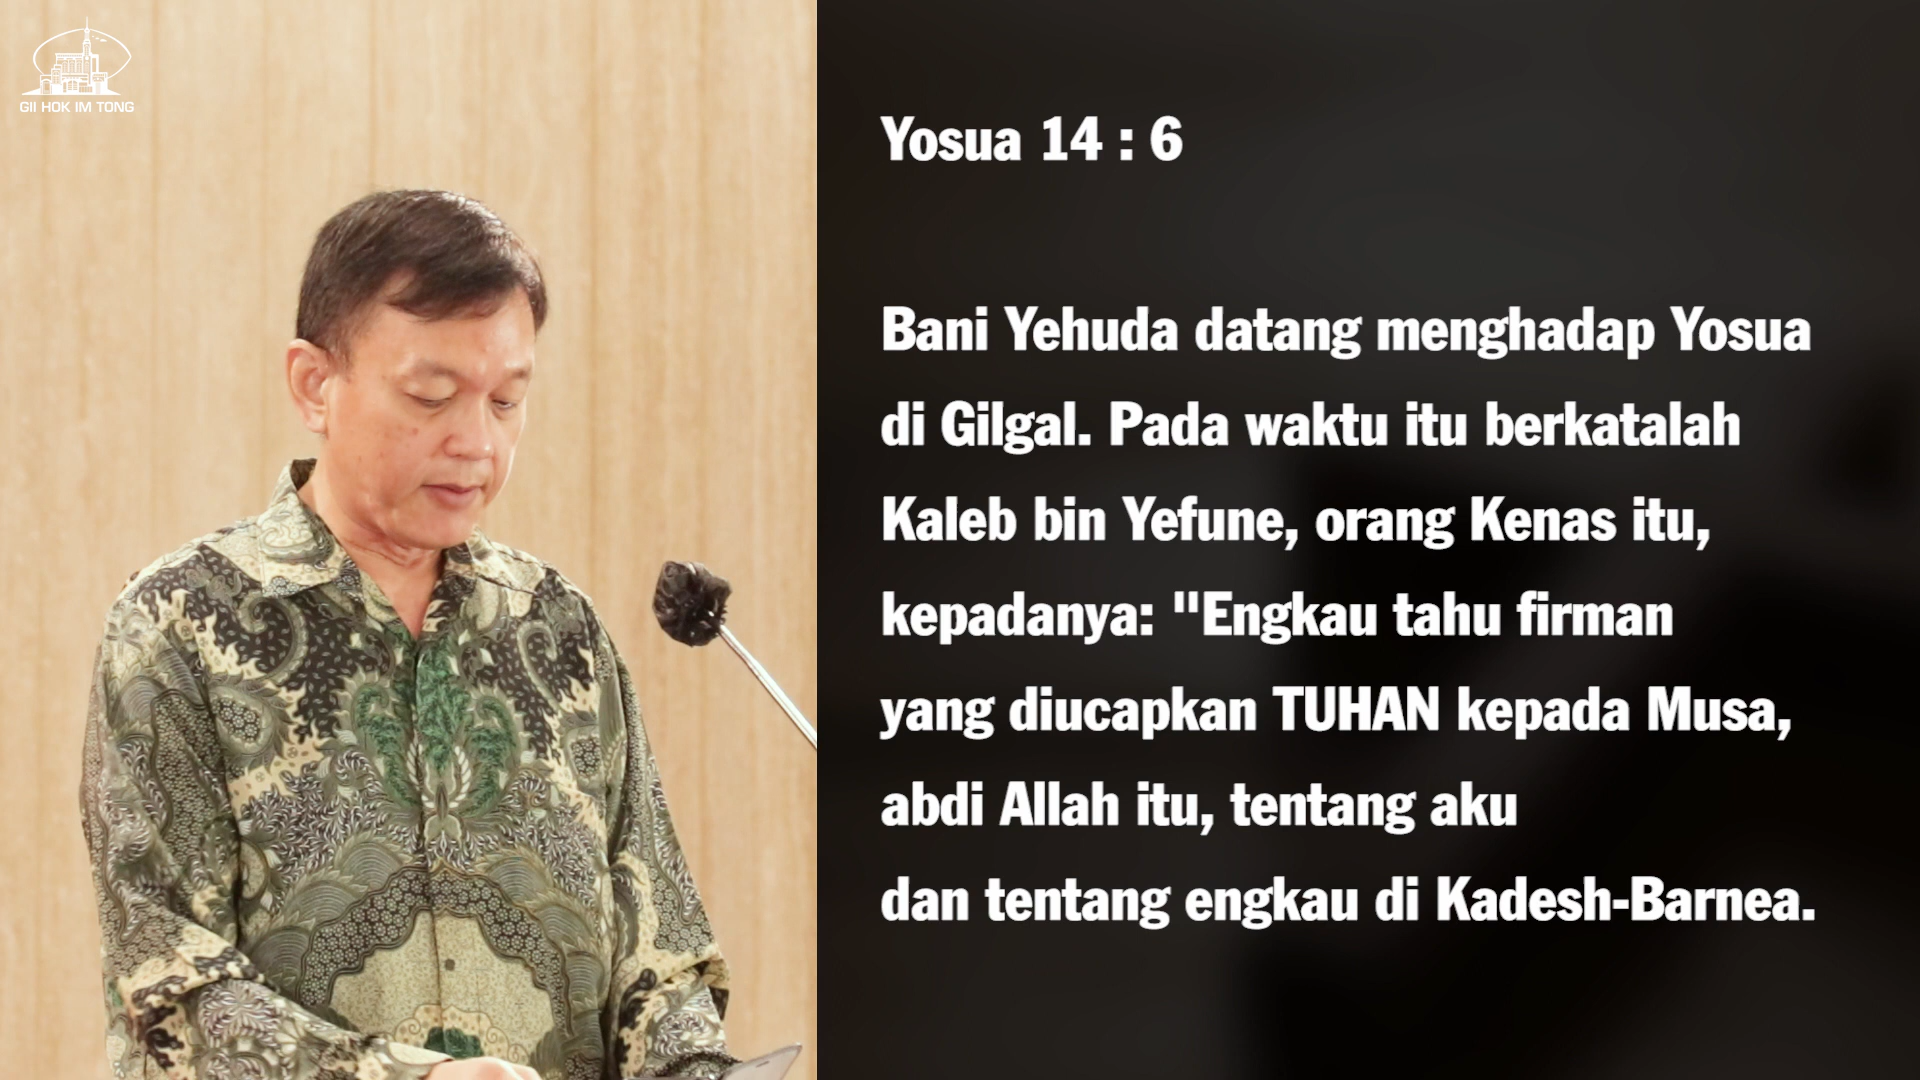 GII HOK IM TONG
Yosua 14 : 6
Bani Yehuda datang menghadap Yosua
di Gilgal. Pada waktu itu berkatalah
Kaleb bin Yefune, orang Kenas itu,
kepadanya: "Engkau tahu firman
yang diucapkan TUHAN kepada Musa,
abdi Allah itu, tentang aku
dan tentang engkau di Kadesh-Barnea.